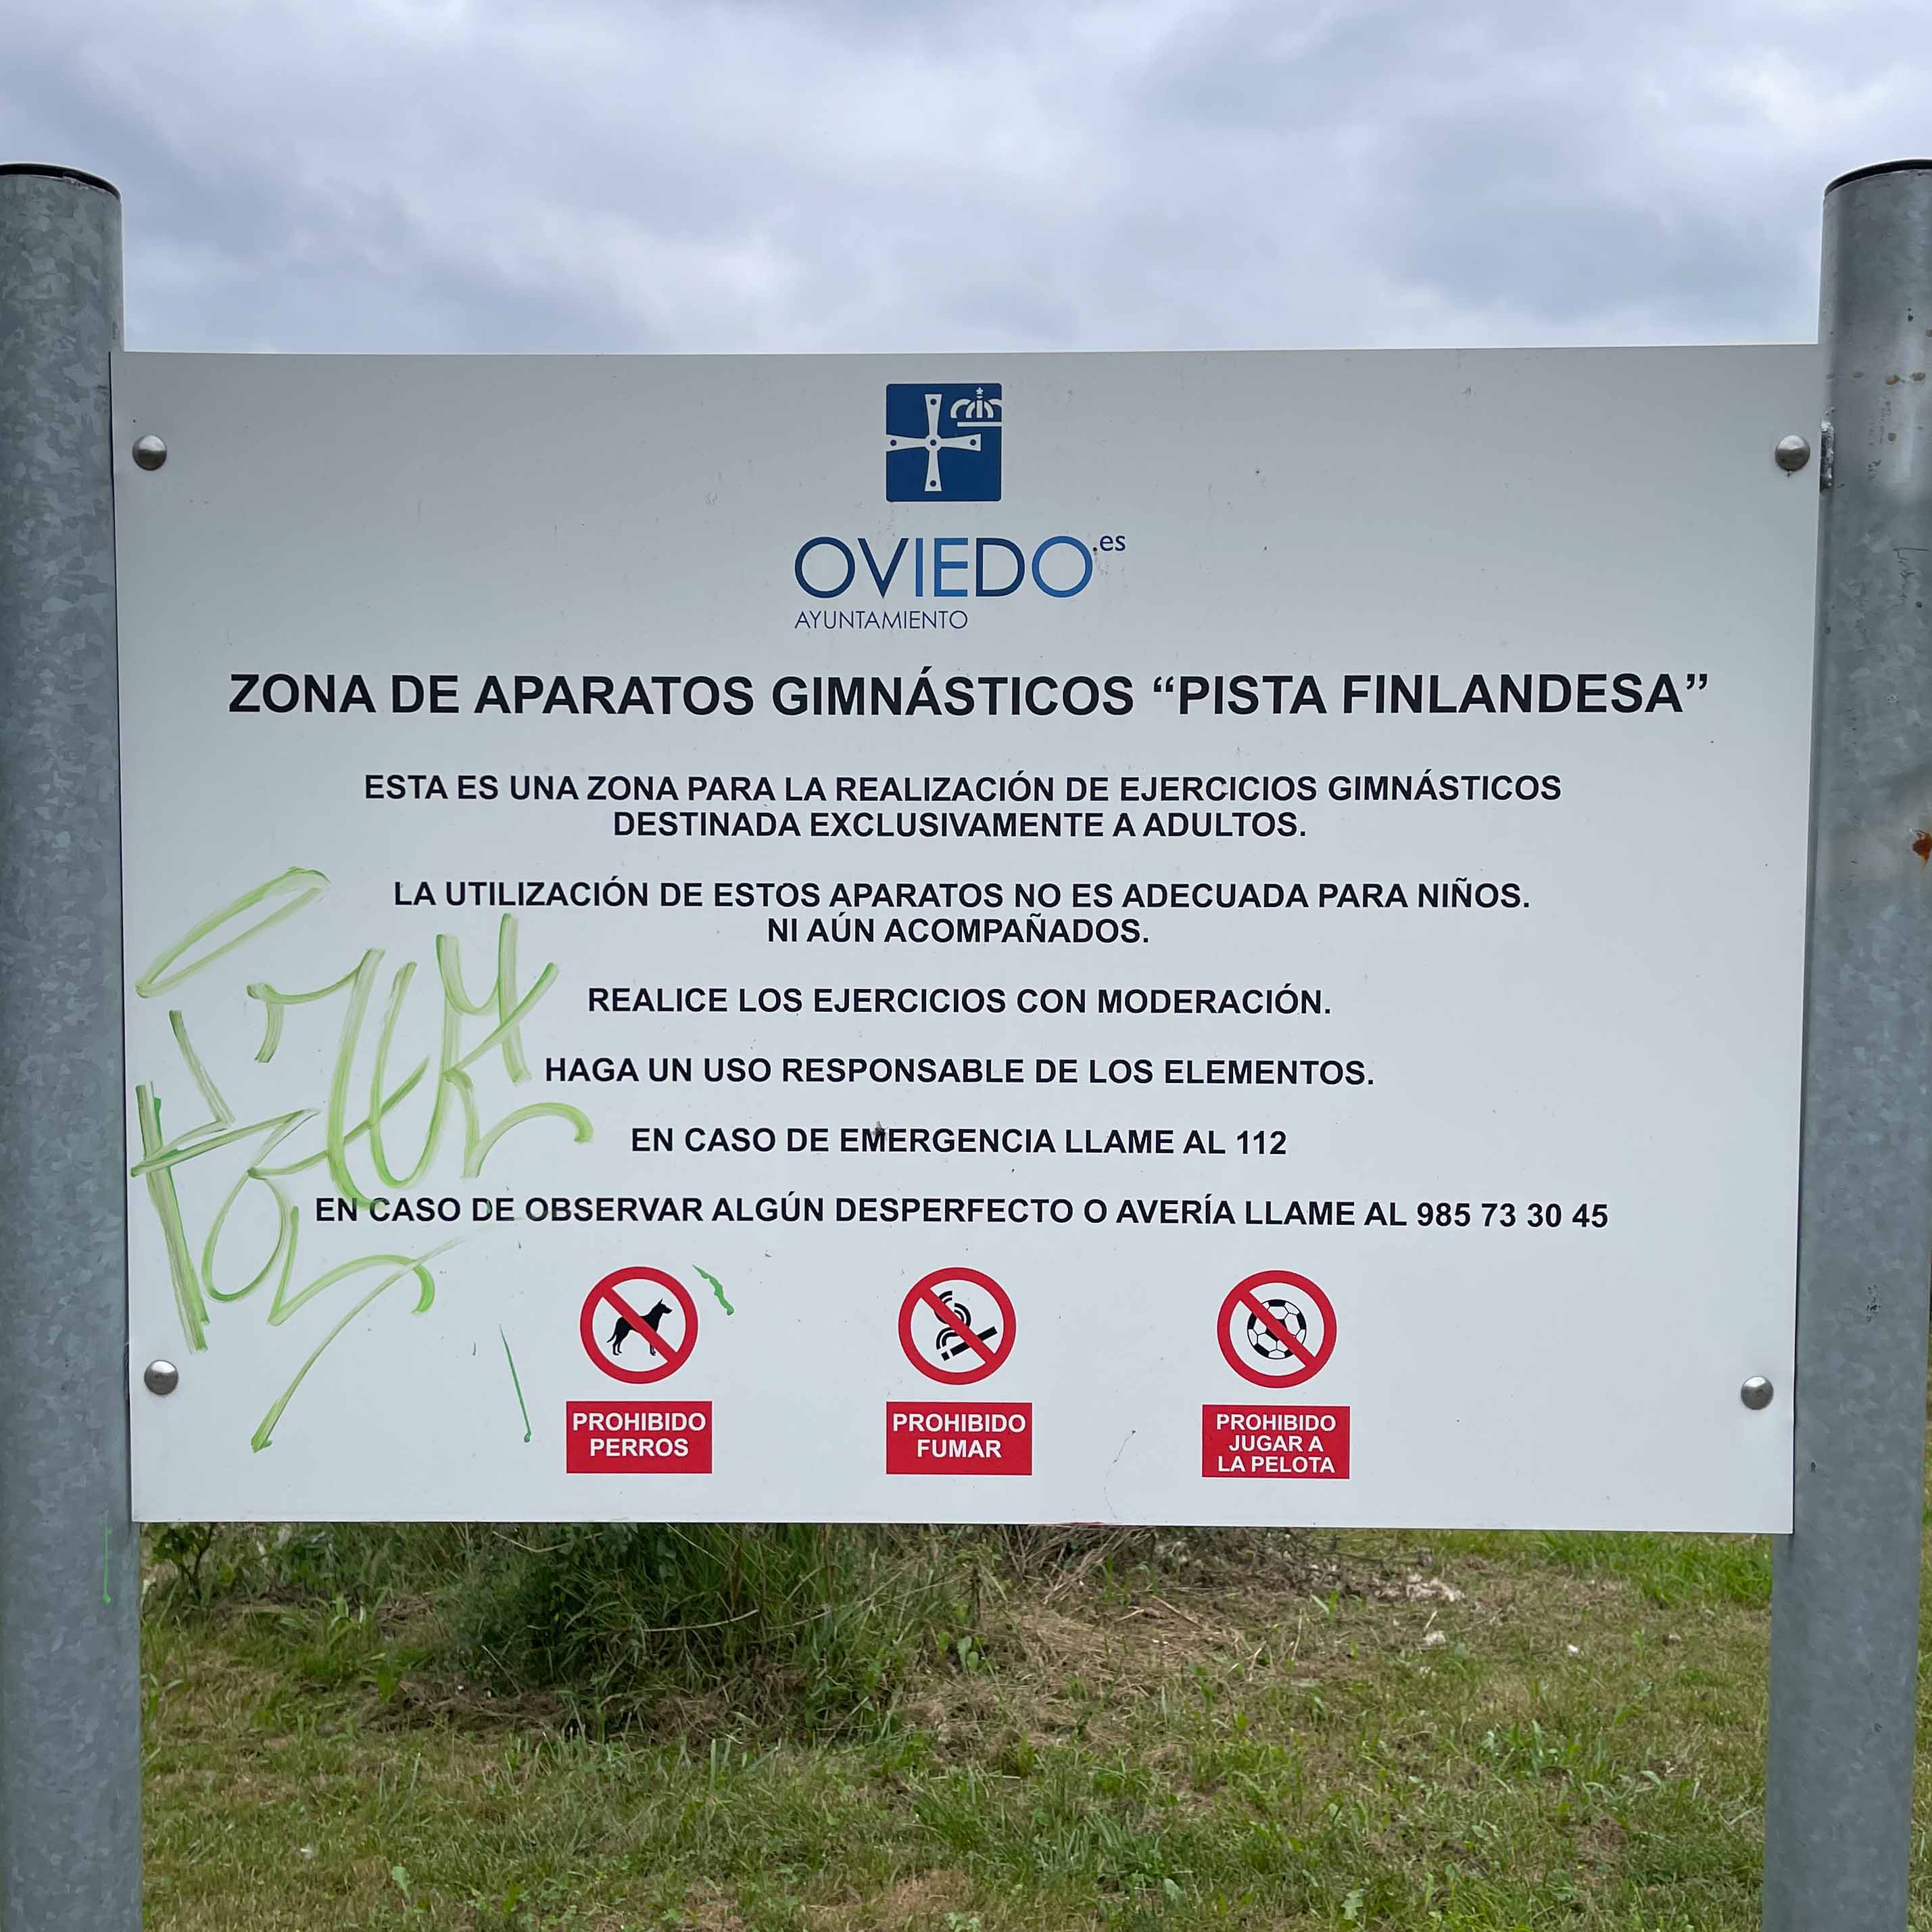 OVIEDO.es
AYUNTAMIENTO
ZONA DE APARATOS GIMNÁSTICOS “PISTA FINLANDESA”
ESTA ES UNA ZONA PARA LA REALIZACIÓN DE EJERCICIOS GIMNÁSTICOS
DESTINADA EXCLUSIVAMENTE A ADULTOS.
LA UTILIZACIÓN DE ESTOS APARATOS NO ES ADECUADA PARA NIÑOS.
NI AÚN ACOMPAÑADOS.
REALICE LOS EJERCICIOS CON MODERACIÓN.
HAGA UN USO RESPONSABLE DE LOS ELEMENTOS.
EN CASO DE EMERGENCIA LLAME AL 112
EN CASO DE OBSERVAR ALGÚN DESPERFECTO O AVERÍA LLAME AL 985 73 30 45
PROHIBIDO
PERROS
PROHIBIDO
FUMAR
PROHIBIDO
JUGAR A
LA PELOTA